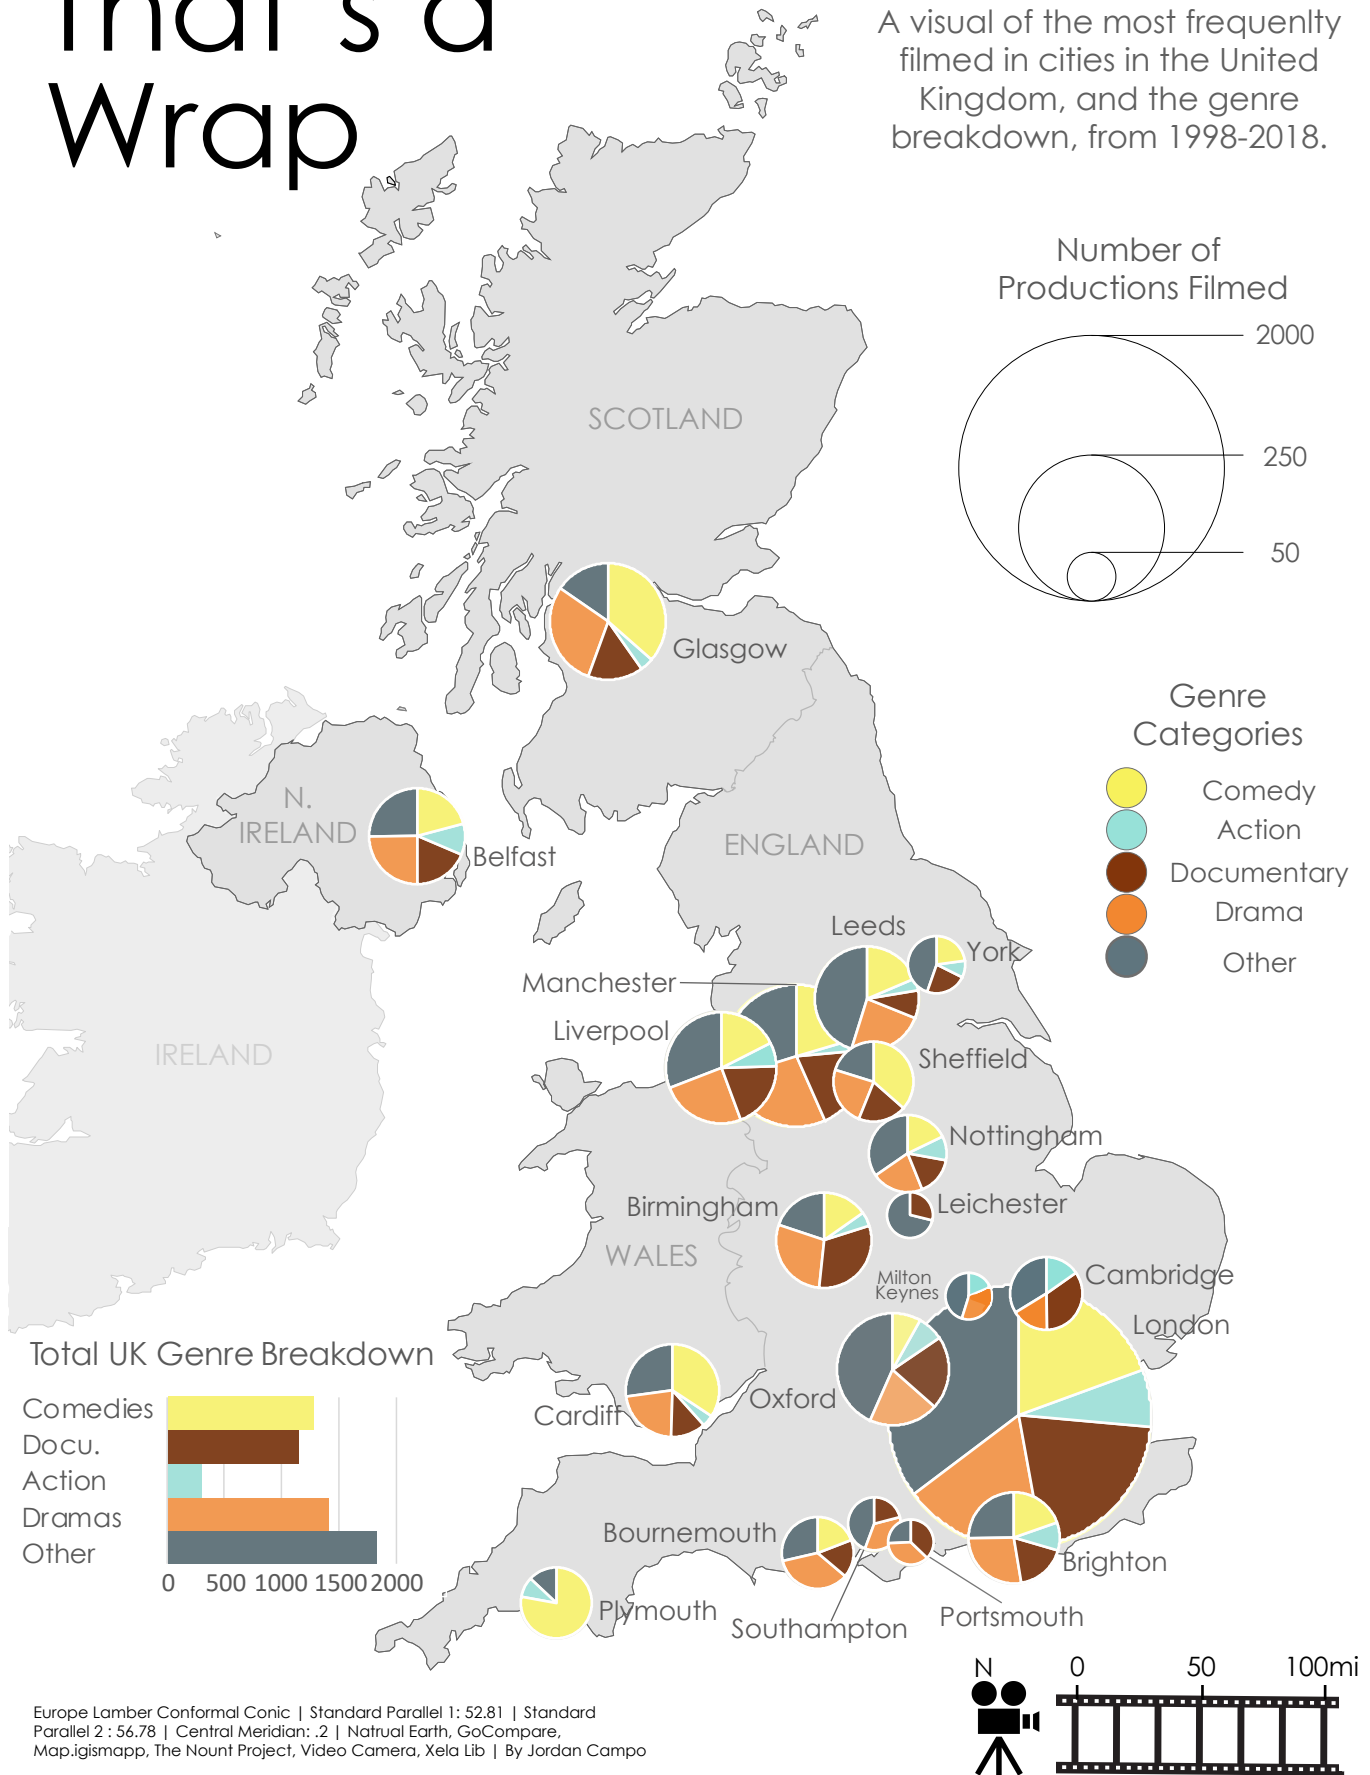 That's a
Wrap
A visual of the most frequenlty
filmed in cities in the United
Kingdom, and the genre
breakdown, from 1998-2018.
Number of
Productions Filmed
2000
250
50
SCOTLAND
Glasgow
Genre
Categories
Comedy
Action
Documentary
Drama
Other
N.
IRELAND
Belfast
ENGLAND
Leeds
York
Manchester
Liverpool
IRELAND
Sheffield
Nottingham
Birmingham
Leichester
WALES
Milton
Keynes
Cambridge
London
Oxford
Cardiff
Bournemouth
Brighton
Plymouth
Southampton
Portsmouth
Total UK Genre Breakdown
Comedies
Docu.
Action
Dramas
Other
0 500 1000 1500 2000
N 0 50 100mi
Europe Lamber Conformal Conic | Standard Parallel 1: 52.81 | Standard
Parallel 2 : 56.78 | Central Meridian: .2 | Natrual Earth, GoCompare,
Map.igismapp, The Nount Project, Video Camera, Xela Lib | By Jordan Campo